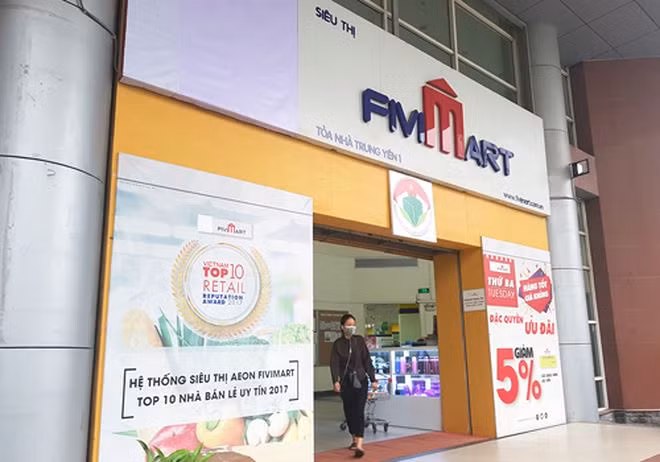 SIÊU THỊ
FIVIMART
TÒA NHÀ TRUNG YÊN 1
www.fivimart.com.vn
FIVIMART
VIETNAM
TOP 10
RETAIL
REPUTATION
AWARD 2017
HỆ THỐNG SIÊU THỊ AEON FIVIMART
TOP 10 NHÀ BÁN LẺ UY TÍN 2017
THỨ BA
TUESDAY
HÀNG TỐT
GIÁ KHÔNG
ĐẶC QUYỀN
ƯU ĐÃI
GIẢM
5%